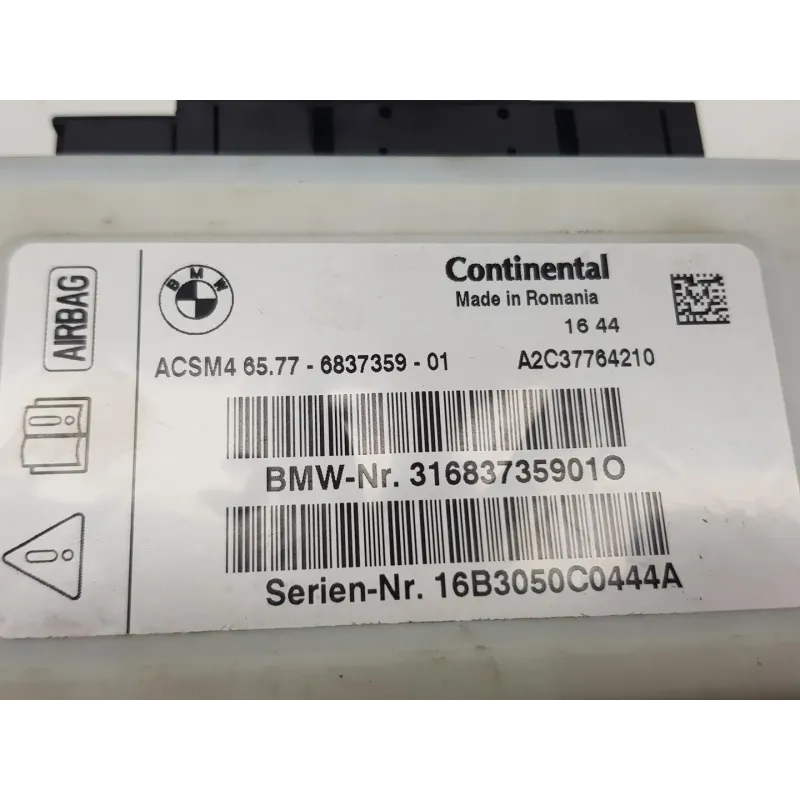 AIRBAG
BMW
Continental
Made in Romania
16 44
ACSM4 65.77 - 6837359 - 01 A2C37764210
BMW-Nr. 31683735901O
Serien-Nr. 16B3050C0444A